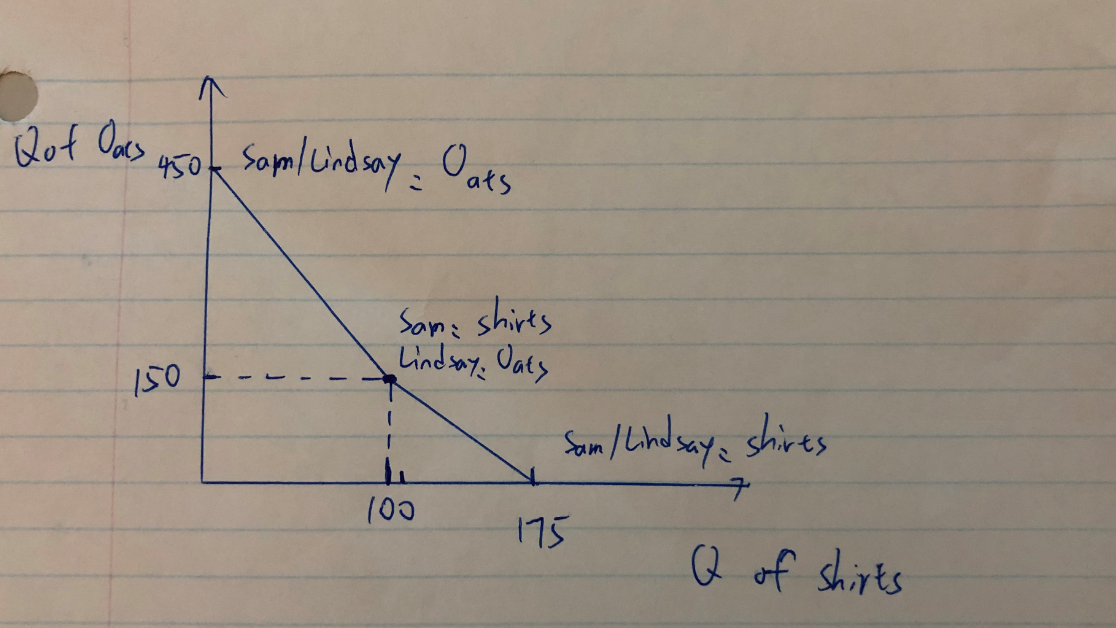 Q of Oats
450 Sam/Lindsay: Oats
Sam: shirts
Lindsay: Oats
150
Sam/Lindsay: shirts
100
175
Q of shirts